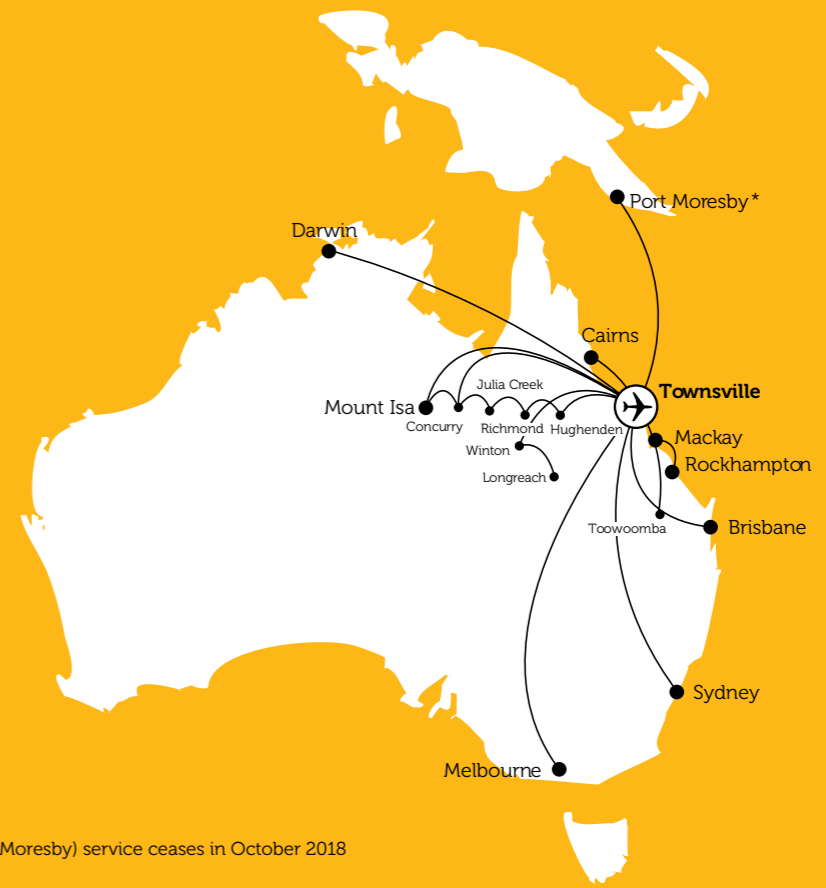 Port Moresby*
Darwin
Cairns
Townsville
Julia Creek
Mount Isa
Concurry
Richmond
Hughenden
Mackay
Winton
Rockhampton
Longreach
Toowoomba
Brisbane
Sydney
Melbourne
Moresby) service ceases in October 2018